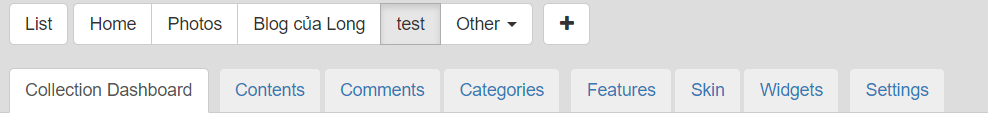 List Home Photos Blog của Long test Other +
Collection Dashboard Contents Comments Categories Features Skin Widgets Settings